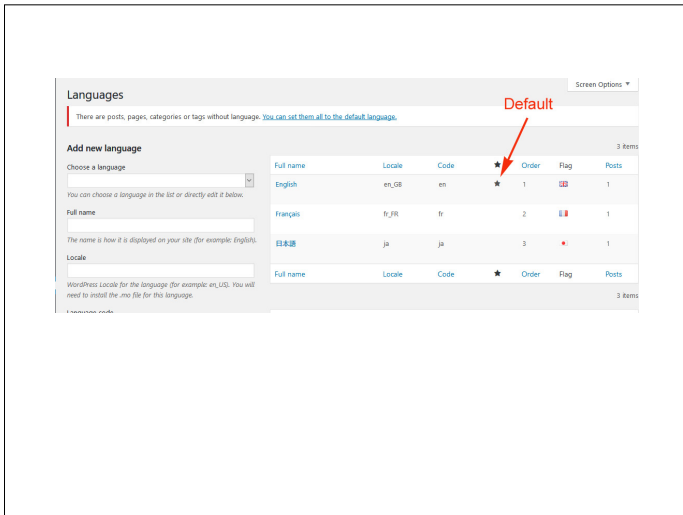 Screen Options ▼
Languages
Default
There are posts, pages, categories or tags without language. You can set them all to the default language.
Add new language
3 items
Choose a language
You can choose a language in the list or directly edit it below.
Full name
The name is how it is displayed on your site (for example: English).
Locale
WordPress Locale for the language (for example: en_US). You will
need to install the .mo file for this language.
Language code
Full name Locale Code ★ Order Flag Posts
English en_GB en ★ 1 1
Français fr_FR fr 2 1
日本語 ja ja 3 1
Full name Locale Code ★ Order Flag Posts
3 items